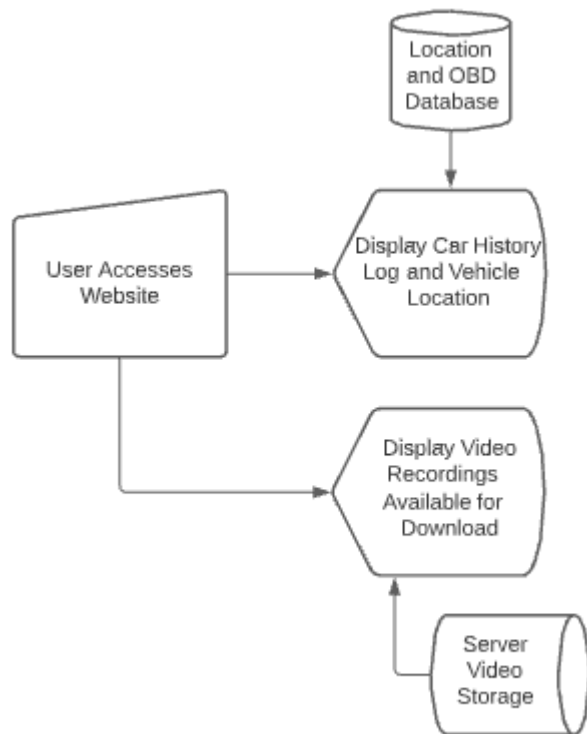 Location
and OBD
Database
User Accesses
Website
Display Car History
Log and Vehicle
Location
Display Video
Recordings
Available for
Download
Server
Video
Storage